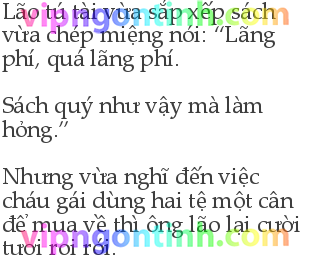 Lão tú tài vừa sắp xếp sách
vipngontinh.com
vừa chép miệng nói: “Lãng
phí, quá lãng phí.
Sách quý như vậy mà làm
hỏng.”
Nhưng vừa nghĩ đến việc
cháu gái dùng hai tệ một cân
để mua về thì ông lão lại cười
vipngontinh.com
tươi rói rói.